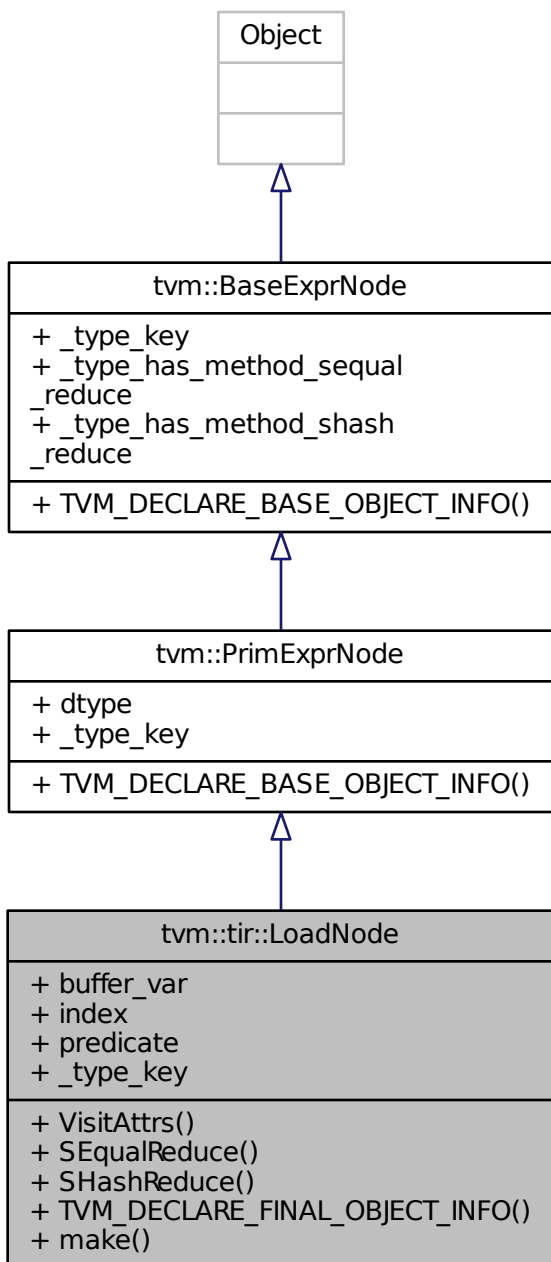 Object
tvm::BaseExprNode
+ _type_key
+ _type_has_method_sequal
_reduce
+ _type_has_method_shash
_reduce
+ TVM_DECLARE_BASE_OBJECT_INFO()
tvm::PrimExprNode
+ dtype
+ _type_key
+ TVM_DECLARE_BASE_OBJECT_INFO()
tvm::tir::LoadNode
+ buffer_var
+ index
+ predicate
+ _type_key
+ VisitAttrs()
+ SEqualReduce()
+ SHashReduce()
+ TVM_DECLARE_FINAL_OBJECT_INFO()
+ make()